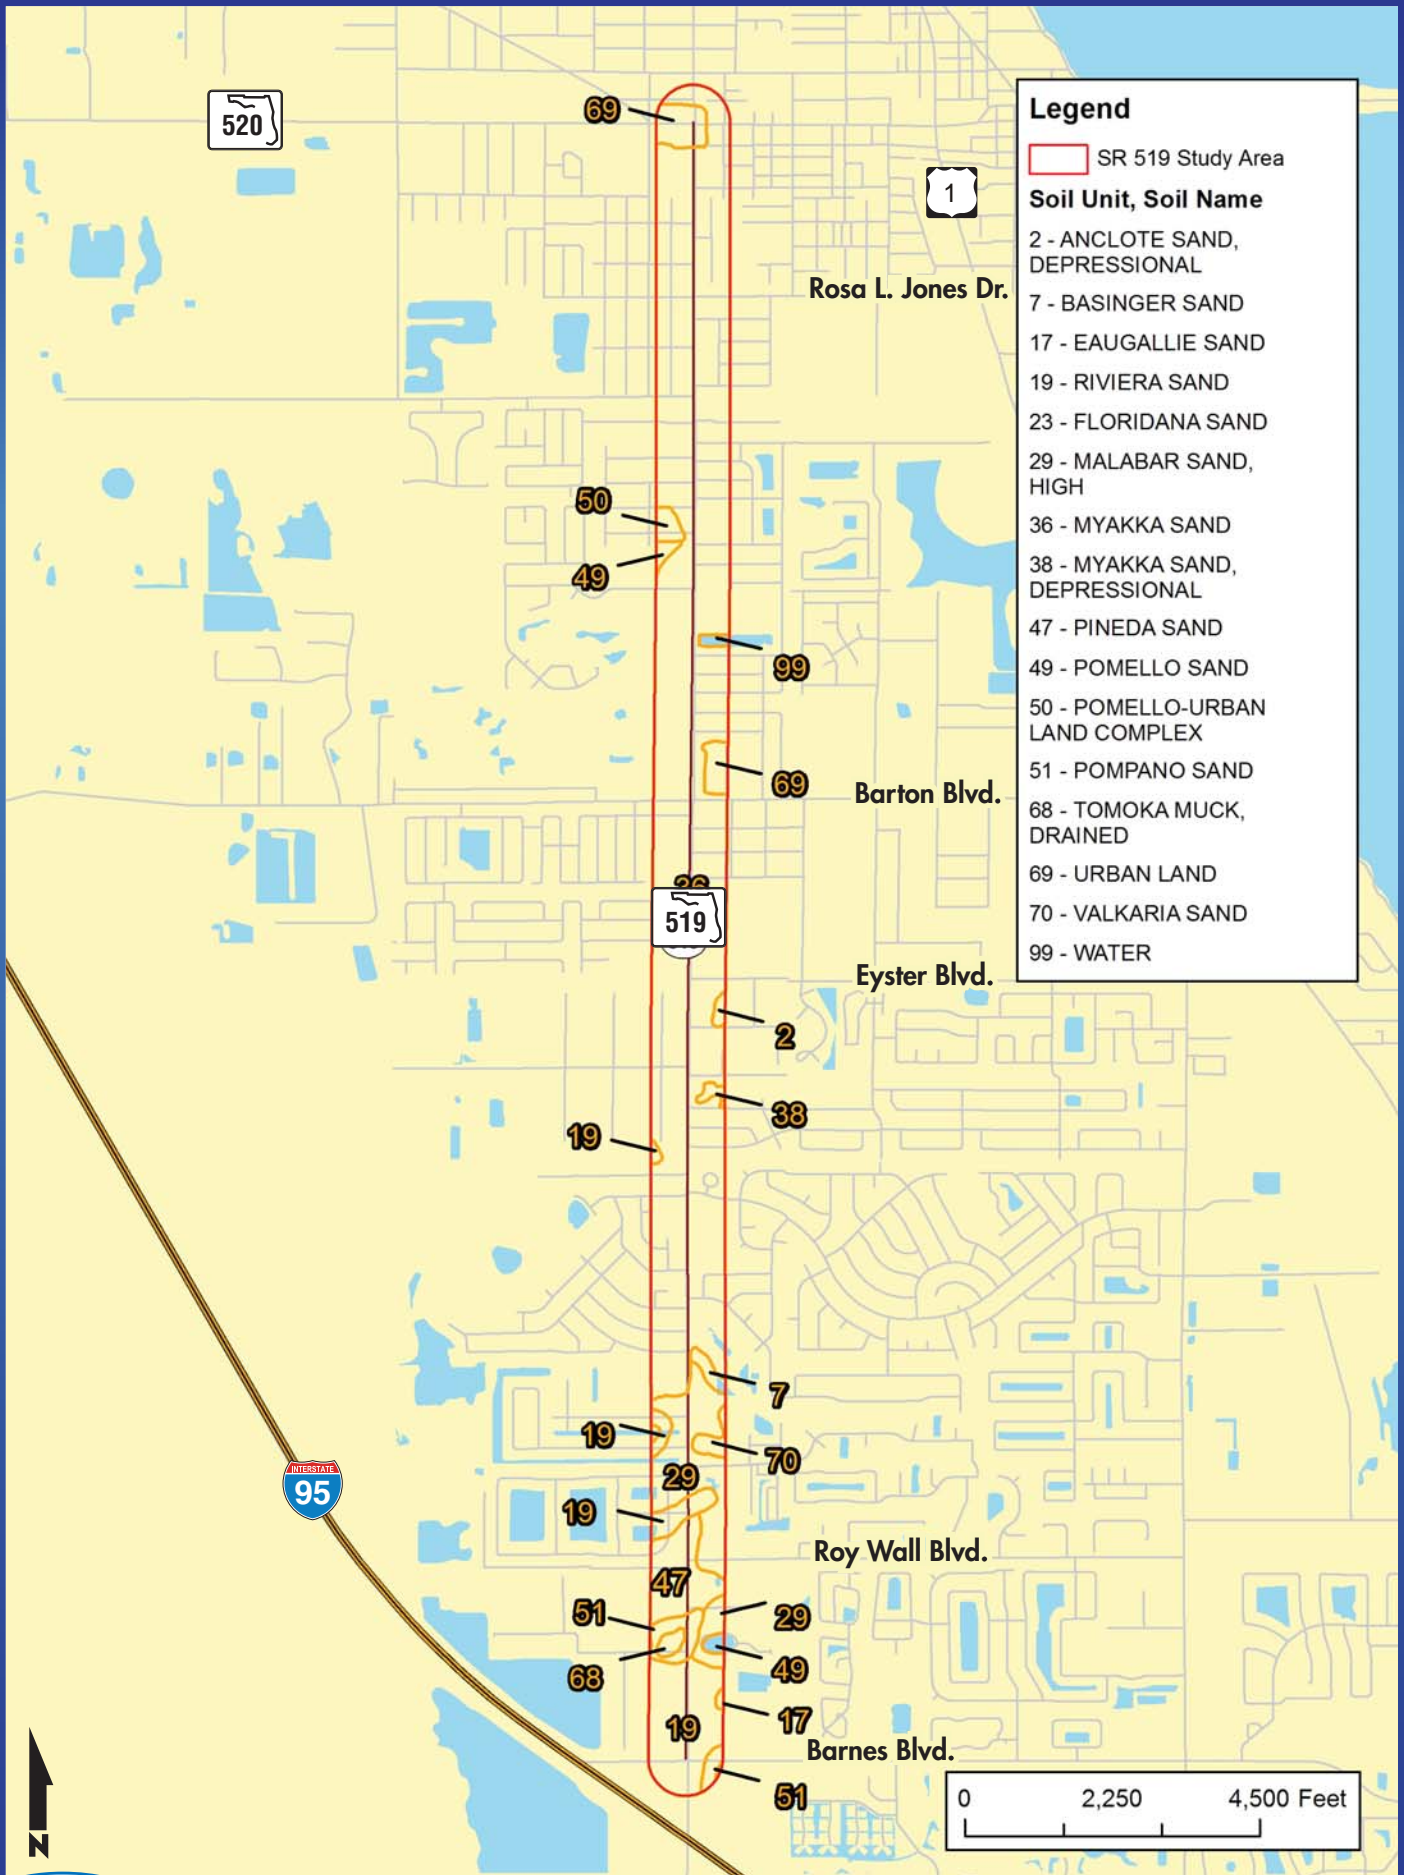 69
520
Legend
SR 519 Study Area
1
Soil Unit, Soil Name
2 - ANCLOTE SAND,
DEPRESSIONAL
Rosa L. Jones Dr.
7 - BASINGER SAND
17 - EAUGALLIE SAND
19 - RIVIERA SAND
23 - FLORIDANA SAND
29 - MALABAR SAND,
HIGH
50
36 - MYAKKA SAND
38 - MYAKKA SAND,
DEPRESSIONAL
49
47 - PINEDA SAND
99
49 - POMELLO SAND
50 - POMELLO-URBAN
LAND COMPLEX
51 - POMPANO SAND
69
Barton Blvd.
68 - TOMOKA MUCK,
DRAINED
69 - URBAN LAND
36
519
70 - VALKARIA SAND
99 - WATER
Eyster Blvd.
2
38
19
7
19
70
29
INTERSTATE
95
19
Roy Wall Blvd.
47
51
29
68
49
17
19
Barnes Blvd.
51
0 2,250 4,500 Feet
N